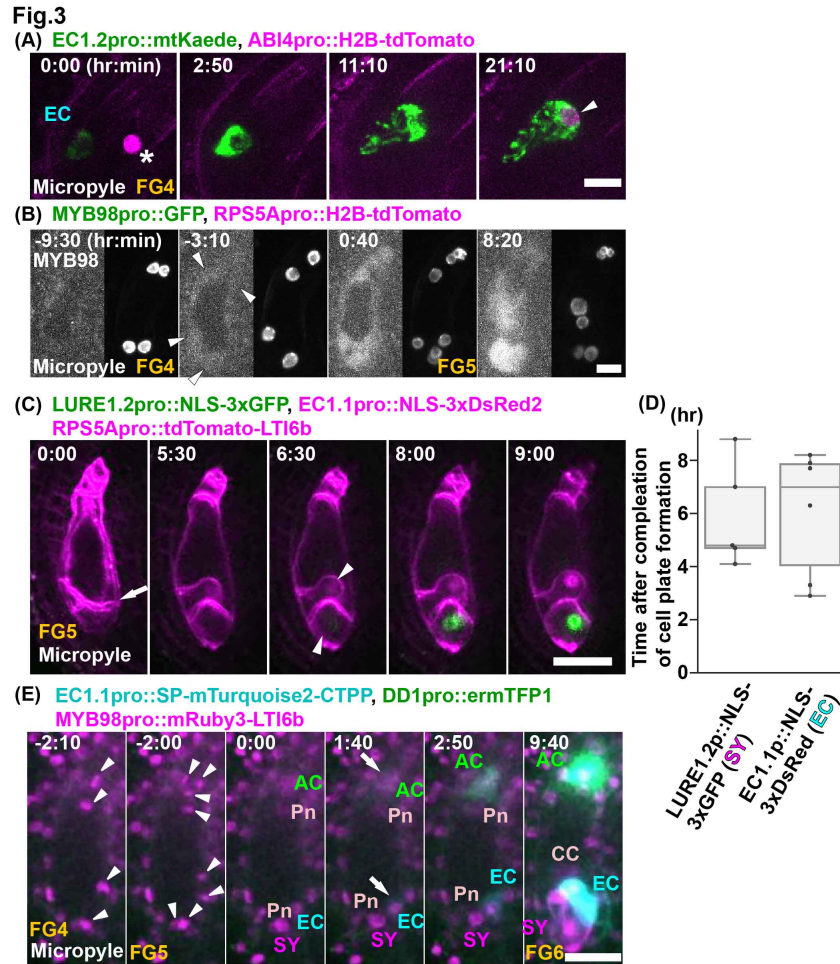 Fig.3
(A) EC1.2pro::mtKaede, ABI4pro::H2B-tdTomato
0:00 (hr:min) 2:50 11:10 21:10
EC
*
Micropyle FG4
(B) MYB98pro::GFP, RPS5Apro::H2B-tdTomato
-9:30 (hr:min) -3:10 0:40 8:20
MYB98
Micropyle FG4 FG5
(C) LURE1.2pro::NLS-3xGFP, EC1.1pro::NLS-3xDsRed2
RPS5Apro::tdTomato-LTI6b
0:00 5:30 6:30 8:00 9:00
FG5
Micropyle
(D) (hr)
8
6
4
2
0
Time after compleation
of cell plate formation
LURE1.2p::NLS-
3xGFP (SY)
EC1.1p::NLS-
3xDsRed (EC)
(E) EC1.1pro::SP-mTurquoise2-CTPP, DD1pro::ermTFP1
MYB98pro::mRuby3-LTI6b
-2:10 -2:00 0:00 1:40 2:50 9:40
AC AC AC AC
Pn Pn Pn
CC
Pn Pn EC EC
EC EC
SY SY SY SY
FG4 FG5 FG6
Micropyle